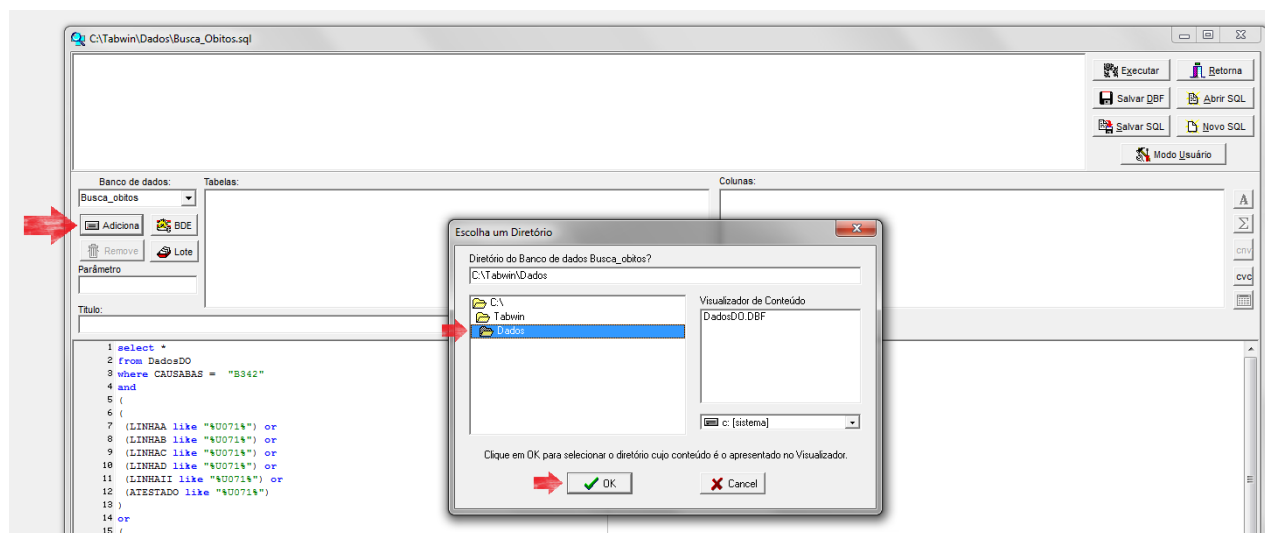 C:\Tabwin\Dados\Busca_Obitos.sql
Executar
Retorna
Salvar DBF
Abrir SQL
Salvar SQL
Novo SQL
Modo Usuário
Banco de dados:
Tabelas:
Colunas:
Busca_obitos
Adiciona
BDE
Remove
Lote
Parâmetro
Titulo:
A
Σ
cnv
cvc
Escolha um Diretório
Diretório do Banco de dados Busca_obitos?
C:\Tabwin\Dados
C:\
Tabwin
Dados
Visualizador de Conteúdo
DadosDO.DBF
c: [sistema]
Clique em OK para selecionar o diretório cujo conteúdo é o apresentado no Visualizador.
OK
Cancel
1 select *
2 from DadosDO
3 where CAUSABAS = "B342"
4 and
5 (
6 (
7 (LINHAA like "%U071%") or
8 (LINHAB like "%U071%") or
9 (LINHAC like "%U071%") or
10 (LINHAD like "%U071%") or
11 (LINHAII like "%U071%") or
12 (ATESTADO like "%U071%")
13 )
14 or
15 (